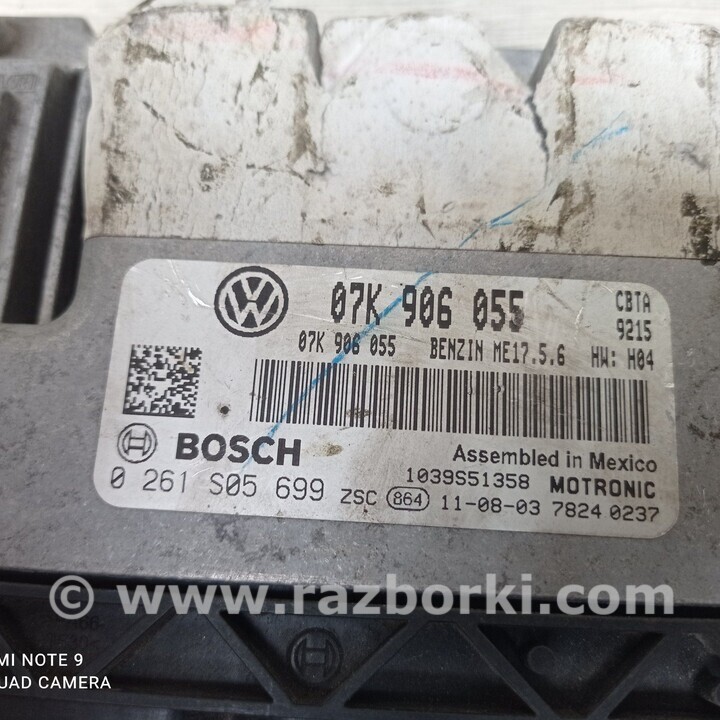 07K 906 055 CBTA
9215
07K 906 055 BENZIN ME17.5.6 HW: H04
BOSCH Assembled in Mexico
1039S51358 MOTRONIC
0 261 S05 699 ZSC 864 11-08-03 7824 0237
© www.razborki.com
MI NOTE 9
QUAD CAMERA